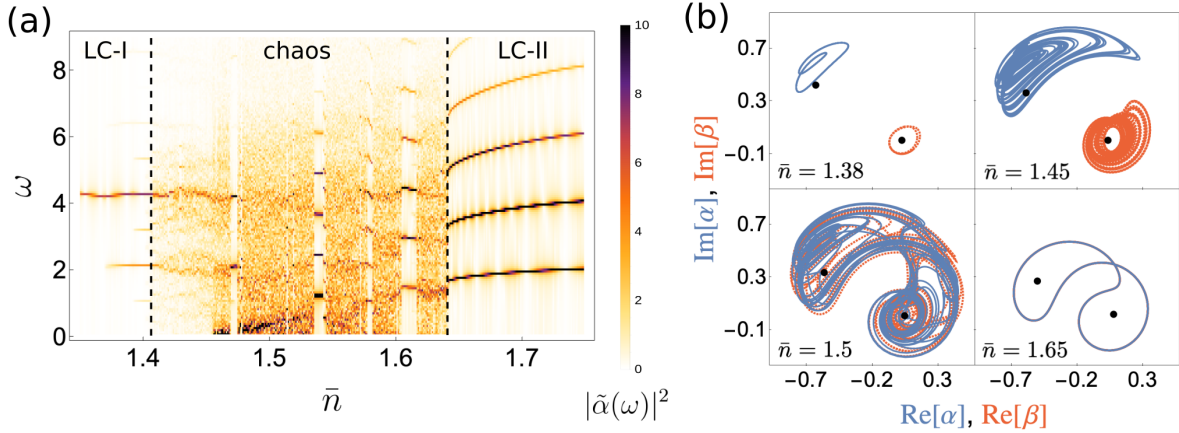 (a)
LC-I
chaos
LC-II
8
6
4
2
0
ω
1.4
1.5
1.6
1.7
n̄
10
8
6
4
2
0
|α̃(ω)|²
(b)
0.7
0.3
−0.1
n̄ = 1.38
n̄ = 1.45
0.7
0.3
−0.1
n̄ = 1.5
n̄ = 1.65
Im[α], Im[β]
−0.7
−0.2
0.3
−0.7
−0.2
0.3
Re[α], Re[β]